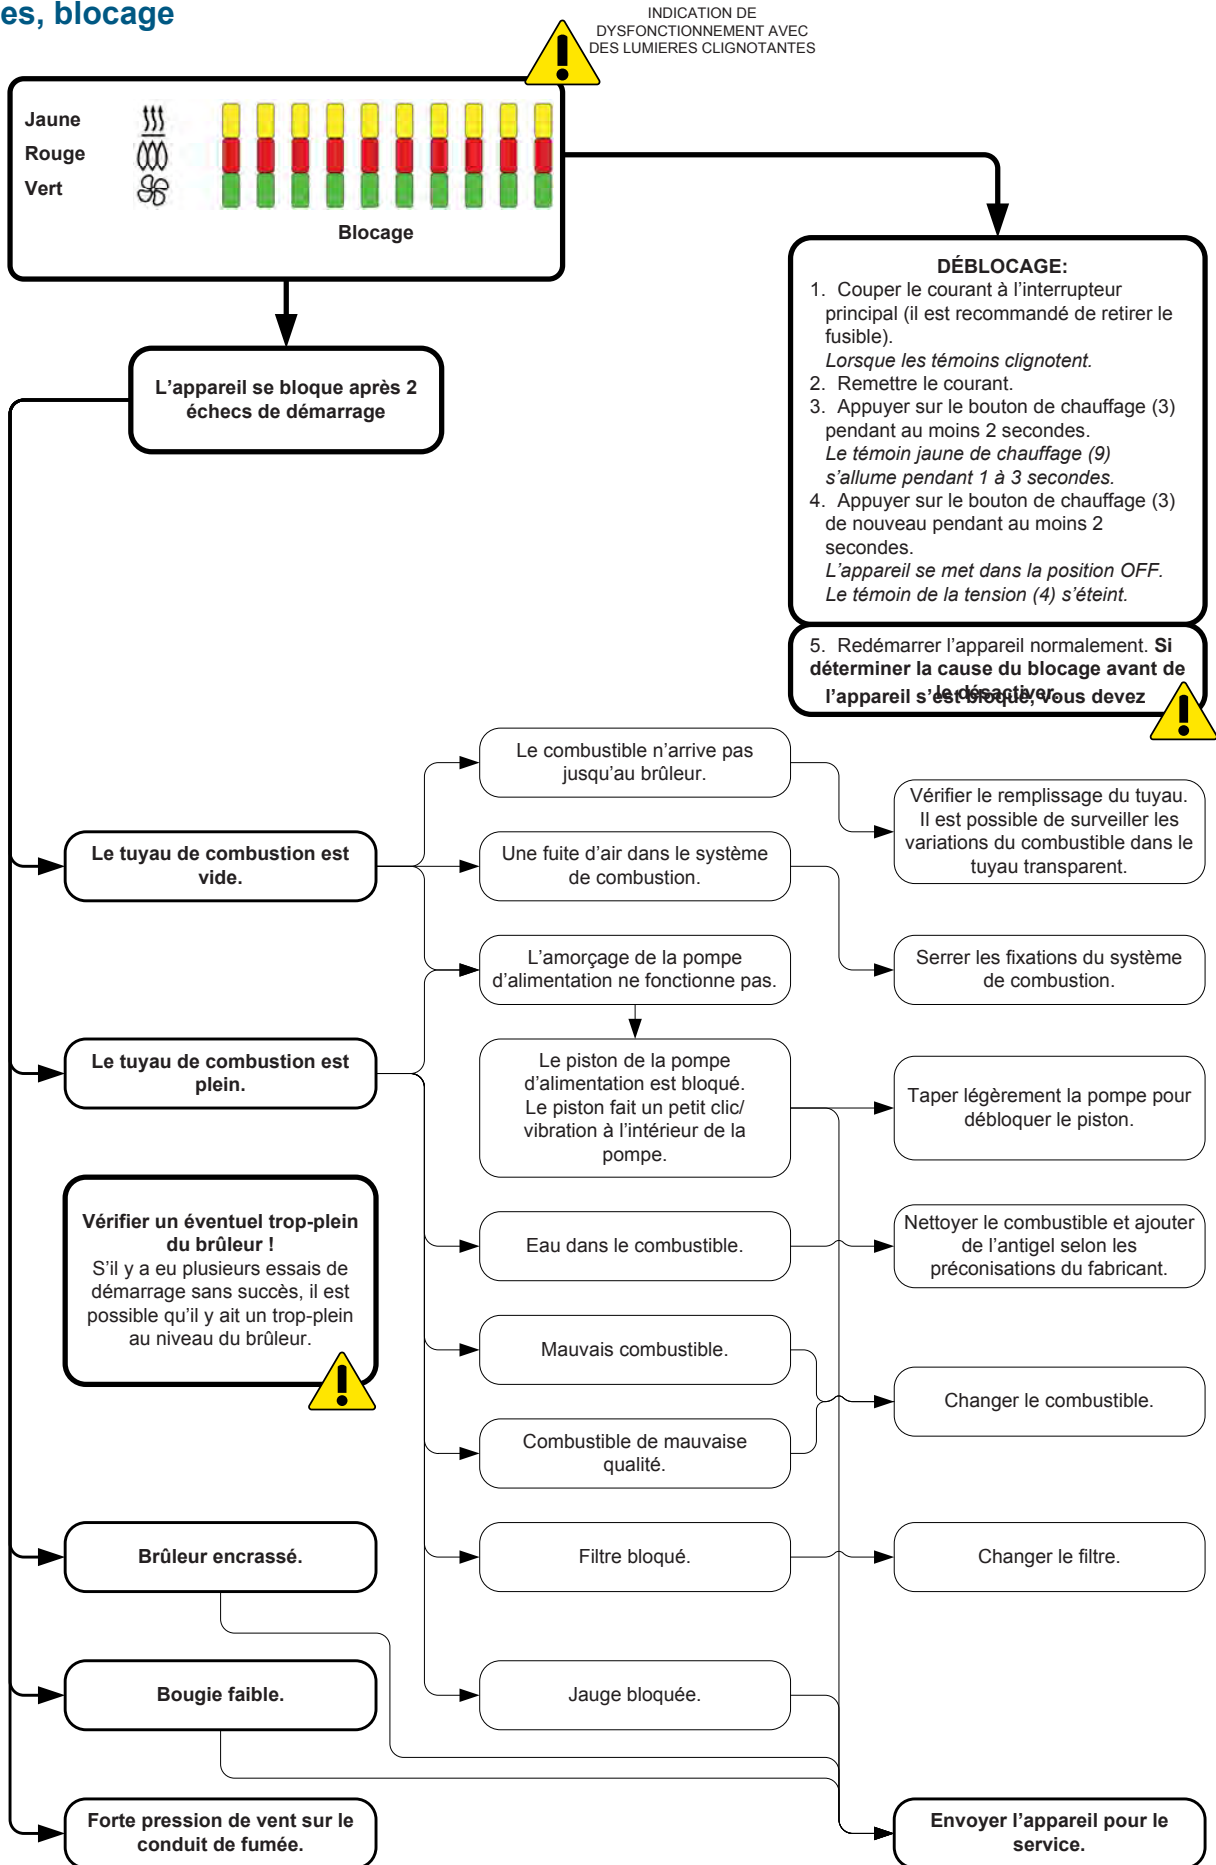 es, blocage
INDICATION DE
DYSFONCTIONNEMENT AVEC
DES LUMIERES CLIGNOTANTES
Jaune
Rouge
Vert
Blocage
L'appareil se bloque après 2
échecs de démarrage
DÉBLOCAGE:
1. Couper le courant à l'interrupteur
principal (il est recommandé de retirer le
fusible).
Lorsque les témoins clignotent.
2. Remettre le courant.
3. Appuyer sur le bouton de chauffage (3)
pendant au moins 2 secondes.
Le témoin jaune de chauffage (9)
s'allume pendant 1 à 3 secondes.
4. Appuyer sur le bouton de chauffage (3)
de nouveau pendant au moins 2
secondes.
L'appareil se met dans la position OFF.
Le témoin de la tension (4) s'éteint.
5. Redémarrer l'appareil normalement. Si
déterminer la cause du blocage avant de
l'appareil s'est bloqué, vous devez
le désactiver.
Le combustible n'arrive pas
jusqu'au brûleur.
Vérifier le remplissage du tuyau.
Il est possible de surveiller les
variations du combustible dans le
tuyau transparent.
Le tuyau de combustion est
vide.
Une fuite d'air dans le système
de combustion.
L'amorçage de la pompe
d'alimentation ne fonctionne pas.
Serrer les fixations du système
de combustion.
Le tuyau de combustion est
plein.
Le piston de la pompe
d'alimentation est bloqué.
Le piston fait un petit clic/
vibration à l'intérieur de la
pompe.
Taper légèrement la pompe pour
débloquer le piston.
Vérifier un éventuel trop-plein
du brûleur !
S'il y a eu plusieurs essais de
démarrage sans succès, il est
possible qu'il y ait un trop-plein
au niveau du brûleur.
Eau dans le combustible.
Nettoyer le combustible et ajouter
de l'antigel selon les
préconisations du fabricant.
Mauvais combustible.
Changer le combustible.
Combustible de mauvaise
qualité.
Brûleur encrassé.
Filtre bloqué.
Changer le filtre.
Bougie faible.
Jauge bloquée.
Forte pression de vent sur le
conduit de fumée.
Envoyer l'appareil pour le
service.